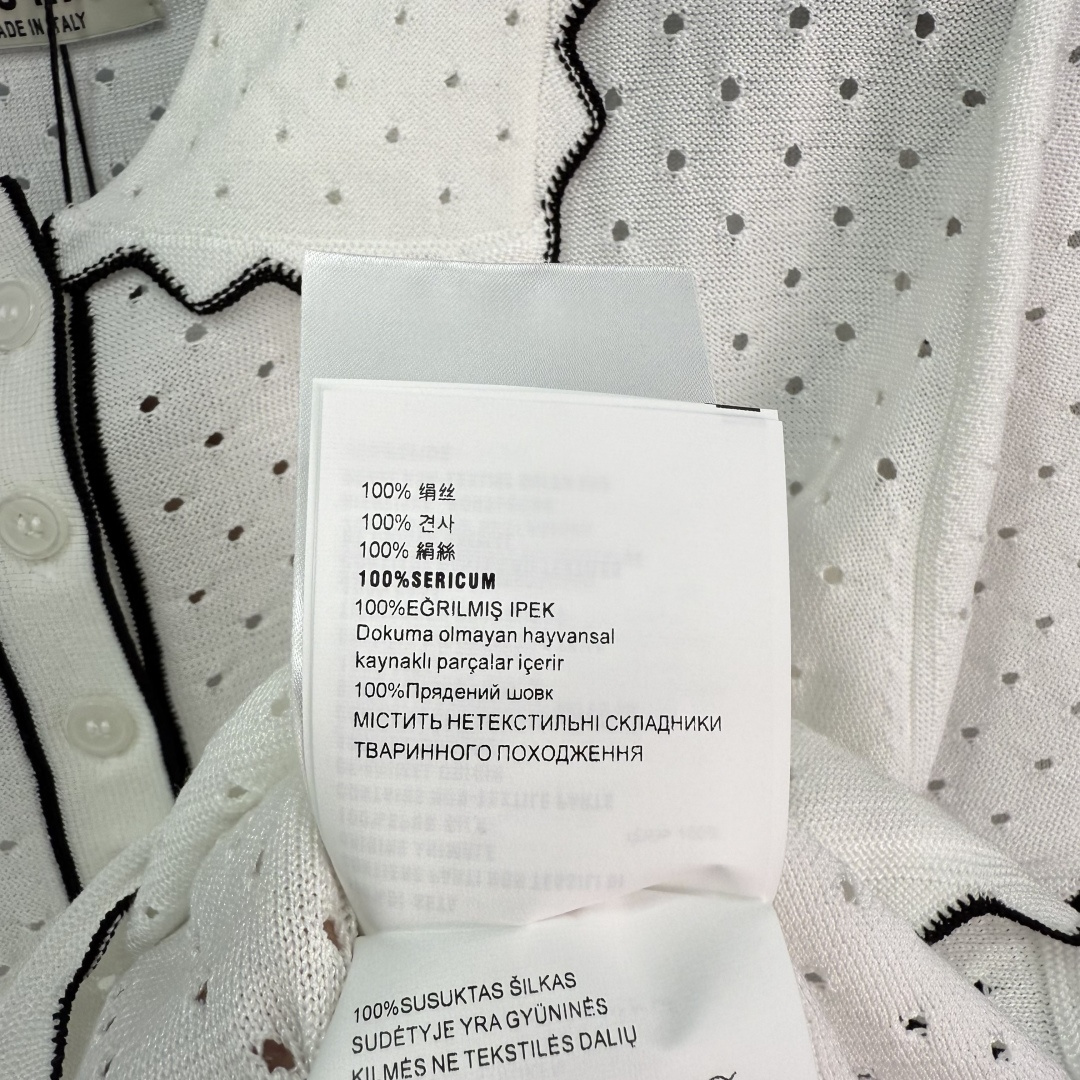 MADE IN ITALY
100% 绢丝
100% 견사
100% 絹絲
100%SERICUM
100%EĞRILMIŞ IPEK
Dokuma olmayan hayvansal
kaynaklı parçalar içerir
100%Прядений шовк
МІСТИТЬ НЕТЕКСТИЛЬНІ СКЛАДНИКИ
ТВАРИННОГО ПОХОДЖЕННЯ
100%SUSUKTAS ŠILKAS
SUDĖTYJE YRA GYŪNINĖS
KILMĖS NE TEKSTILĖS DALIŲ